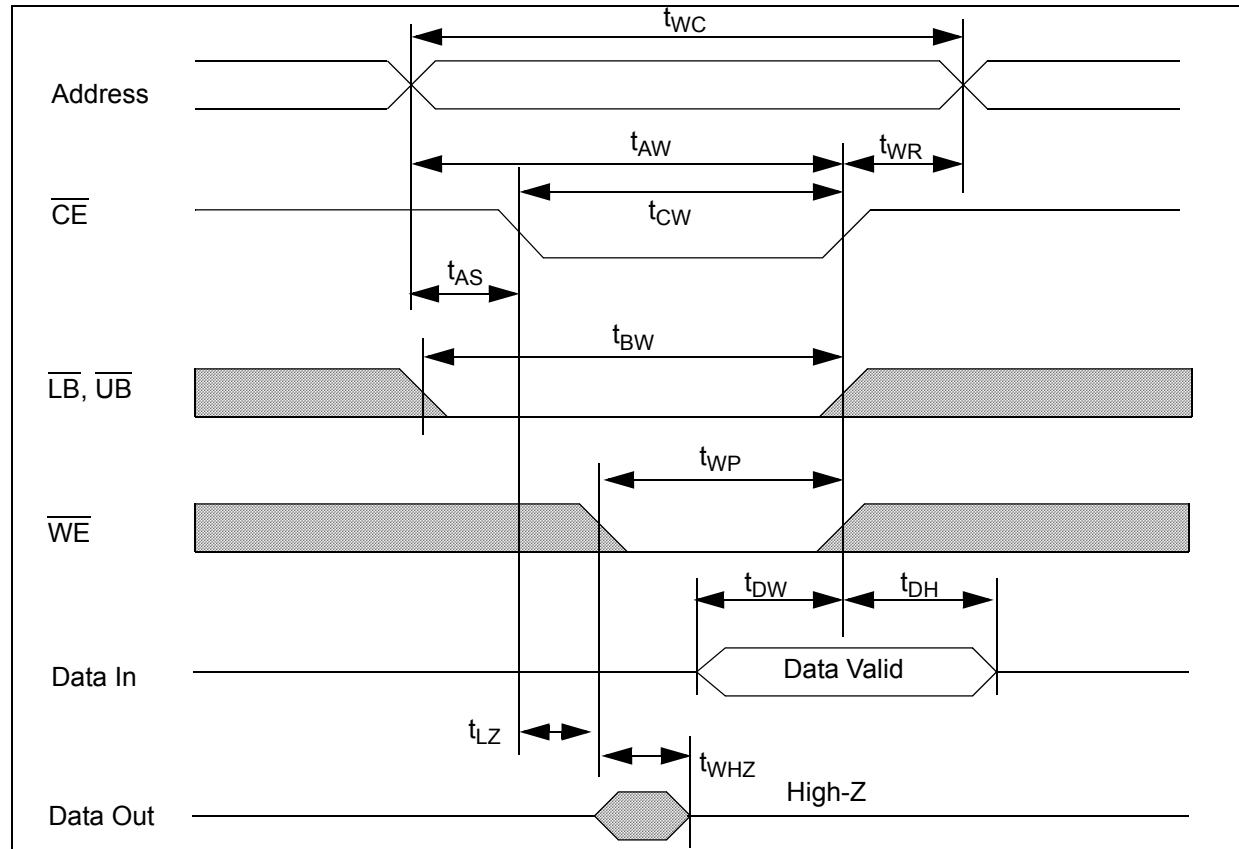 tWC
Address
tAW
tWR
CE
tCW
tAS
tBW
LB, UB
tWP
WE
tDW
tDH
Data In
Data Valid
tLZ
tWHZ
Data Out
High-Z